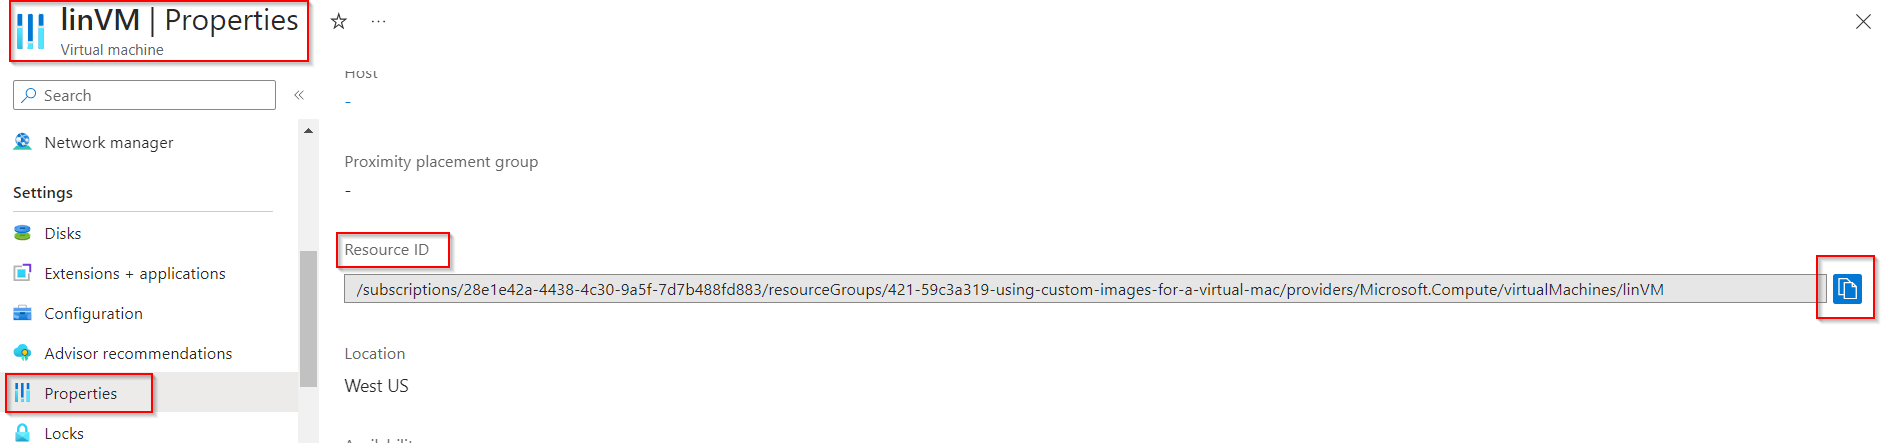 linVM | Properties
Virtual machine
Search
Network manager
Settings
Disks
Extensions + applications
Configuration
Advisor recommendations
Properties
Locks
Host
-
Proximity placement group
-
Resource ID
/subscriptions/28e1e42a-4438-4c30-9a5f-7d7b488fd883/resourceGroups/421-59c3a319-using-custom-images-for-a-virtual-mac/providers/Microsoft.Compute/virtualMachines/linVM
Location
West US